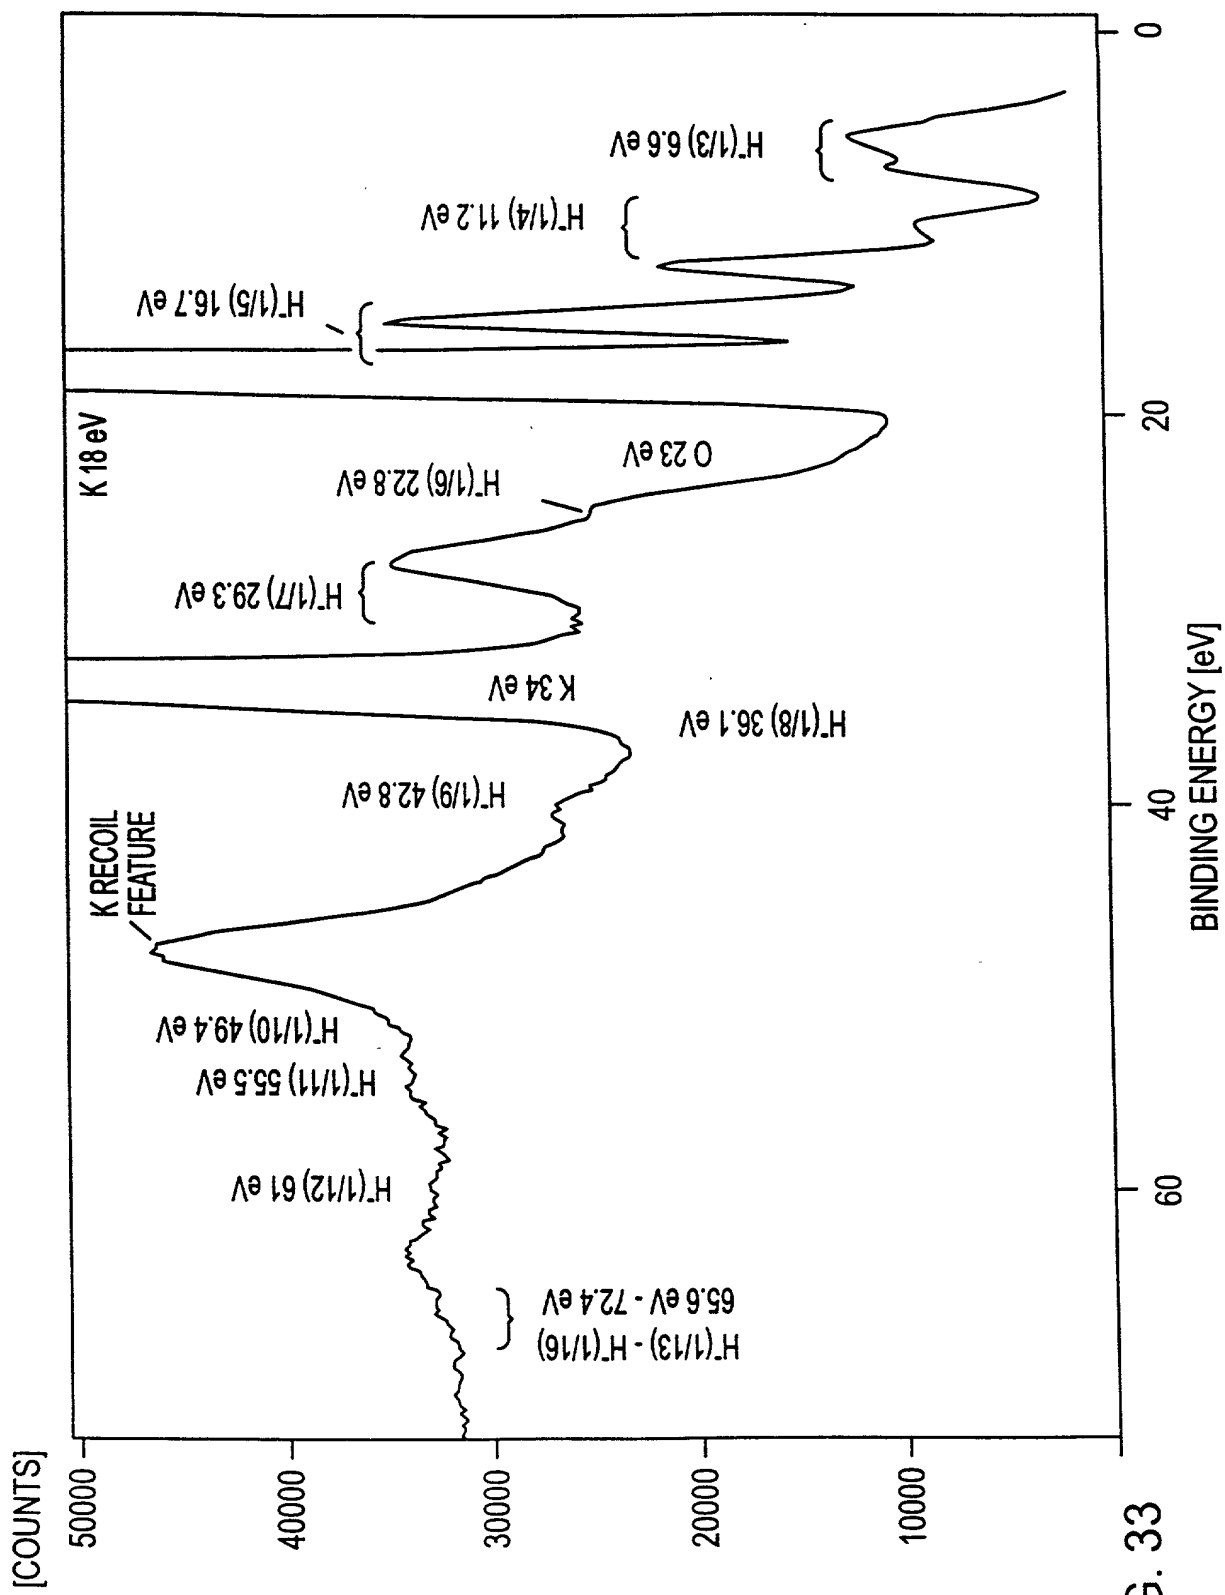 [COUNTS]
50000
40000
30000
20000
10000
H⁻(1/13) - H⁻(1/16)
65.6 eV - 72.4 eV
H⁻(1/12) 61 eV
H⁻(1/11) 55.5 eV
H⁻(1/10) 49.4 eV
K RECOIL
FEATURE
H⁻(1/9) 42.8 eV
H⁻(1/8) 36.1 eV
K 34 eV
H⁻(1/7) 29.3 eV
H⁻(1/6) 22.8 eV
O 23 eV
K 18 eV
H⁻(1/5) 16.7 eV
H⁻(1/4) 11.2 eV
H⁻(1/3) 6.6 eV
60
40
20
0
BINDING ENERGY [eV]
G. 33